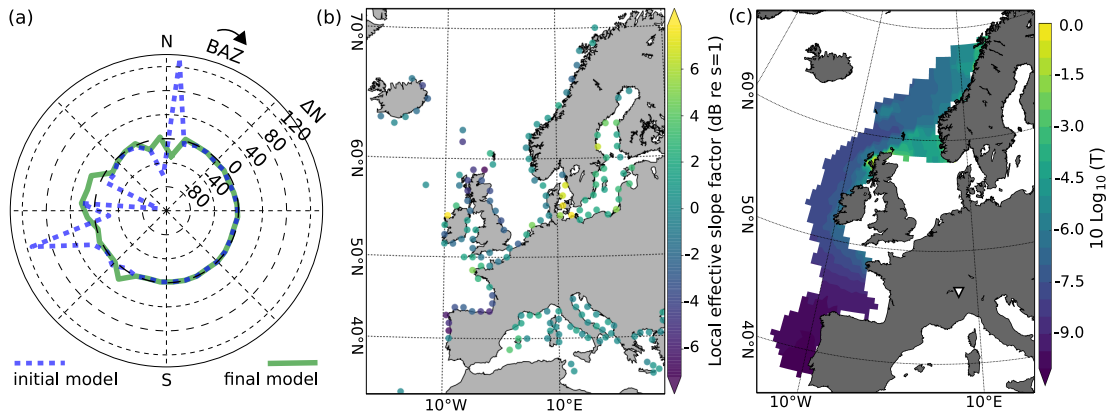 (a)
N
BAZ
ΔN
120
80
40
0
-40
-80
S
initial model
final model
(b)
70°N
60°N
50°N
40°N
10°W
10°E
6
4
2
0
-2
-4
-6
Local effective slope factor (dB re s=1)
(c)
60°N
50°N
40°N
10°W
10°E
0.0
-1.5
-3.0
-4.5
-6.0
-7.5
-9.0
10 Log₁₀ (T)